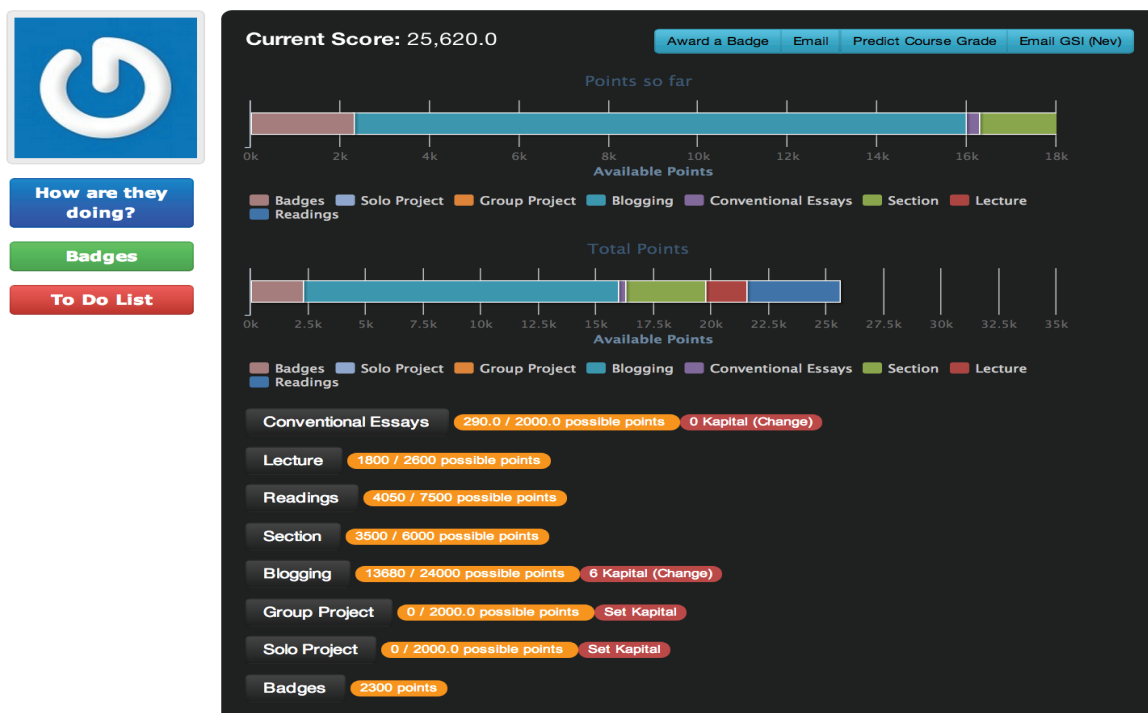 Current Score: 25,620.0
Award a Badge Email Predict Course Grade Email GSI (Nev)
Points so far
0k 2k 4k 6k 8k 10k 12k 14k 16k 18k
Available Points
Badges Solo Project Group Project Blogging Conventional Essays Section Lecture
Readings
How are they
doing?
Badges
To Do List
Total Points
0k 2.5k 5k 7.5k 10k 12.5k 15k 17.5k 20k 22.5k 25k 27.5k 30k 32.5k 35k
Available Points
Badges Solo Project Group Project Blogging Conventional Essays Section Lecture
Readings
Conventional Essays 290.0 / 2000.0 possible points 0 Kapital (Change)
Lecture 1800 / 2600 possible points
Readings 4050 / 7500 possible points
Section 3500 / 6000 possible points
Blogging 13680 / 24000 possible points 6 Kapital (Change)
Group Project 0 / 2000.0 possible points Set Kapital
Solo Project 0 / 2000.0 possible points Set Kapital
Badges 2300 points